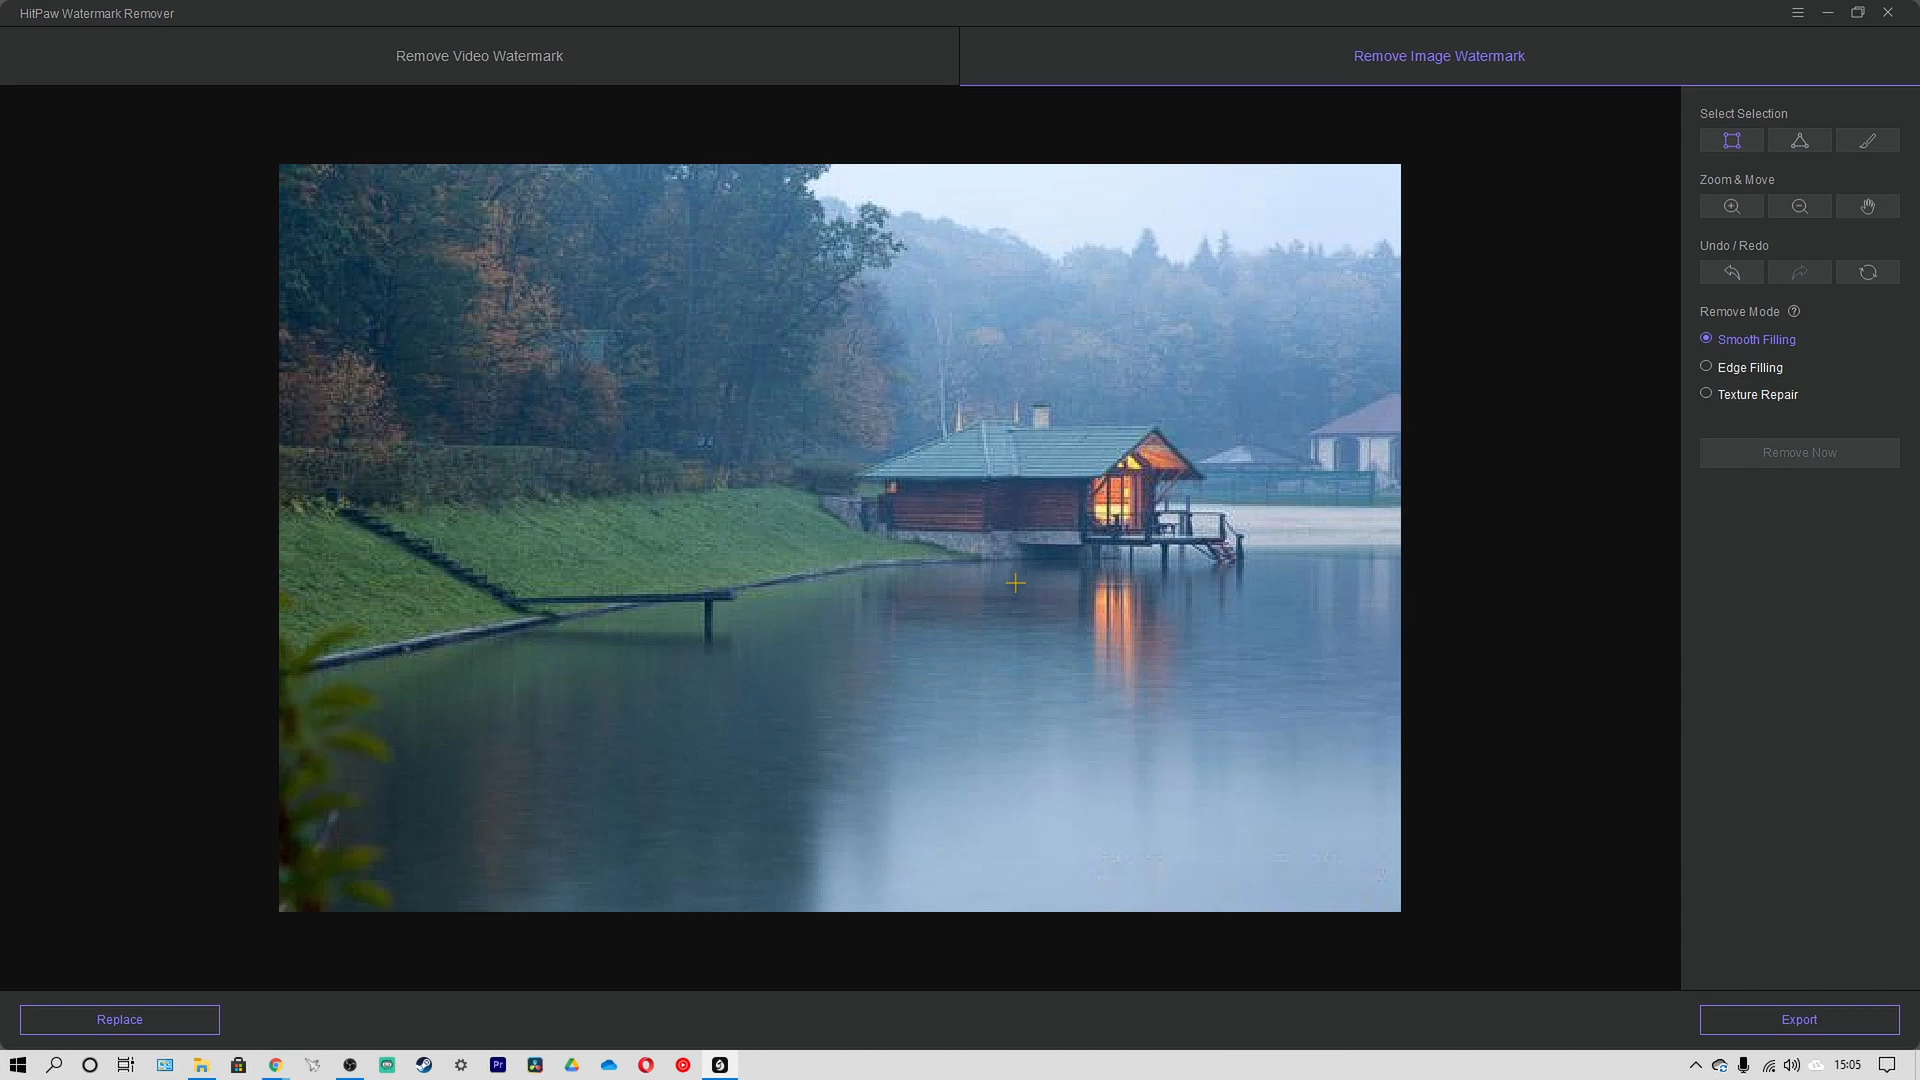 HitPaw Watermark Remover
Remove Video Watermark
Remove Image Watermark
Select Selection
Zoom & Move
Undo / Redo
Remove Mode ?
Smooth Filling
Edge Filling
Texture Repair
Remove Now
Replace
Export
Pr
15:05